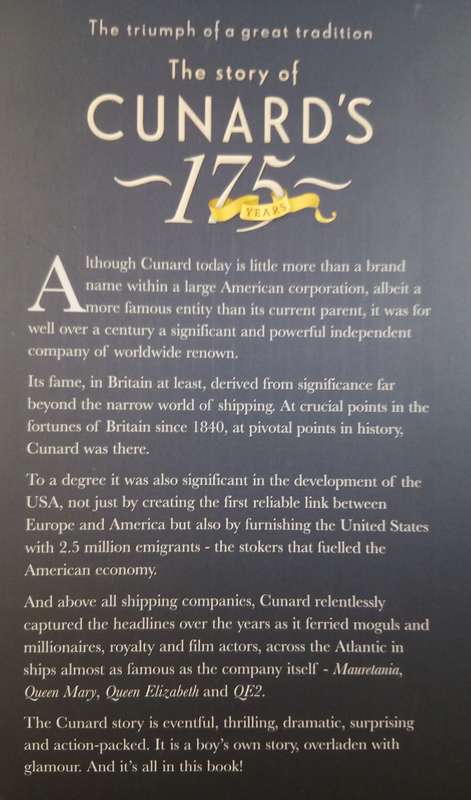 The triumph of a great tradition
The story of
CUNARD'S
175
YEARS
Although Cunard today is little more than a brand
name within a large American corporation, albeit a
more famous entity than its current parent, it was for
well over a century a significant and powerful independent
company of worldwide renown.
Its fame, in Britain at least, derived from significance far
beyond the narrow world of shipping. At crucial points in the
fortunes of Britain since 1840, at pivotal points in history,
Cunard was there.
To a degree it was also significant in the development of the
USA, not just by creating the first reliable link between
Europe and America but also by furnishing the United States
with 2.5 million emigrants - the stokers that fuelled the
American economy.
And above all shipping companies, Cunard relentlessly
captured the headlines over the years as it ferried moguls and
millionaires, royalty and film actors, across the Atlantic in
ships almost as famous as the company itself - Mauretania,
Queen Mary, Queen Elizabeth and QE2.
The Cunard story is eventful, thrilling, dramatic, surprising
and action-packed. It is a boy's own story, overladen with
glamour. And it's all in this book!